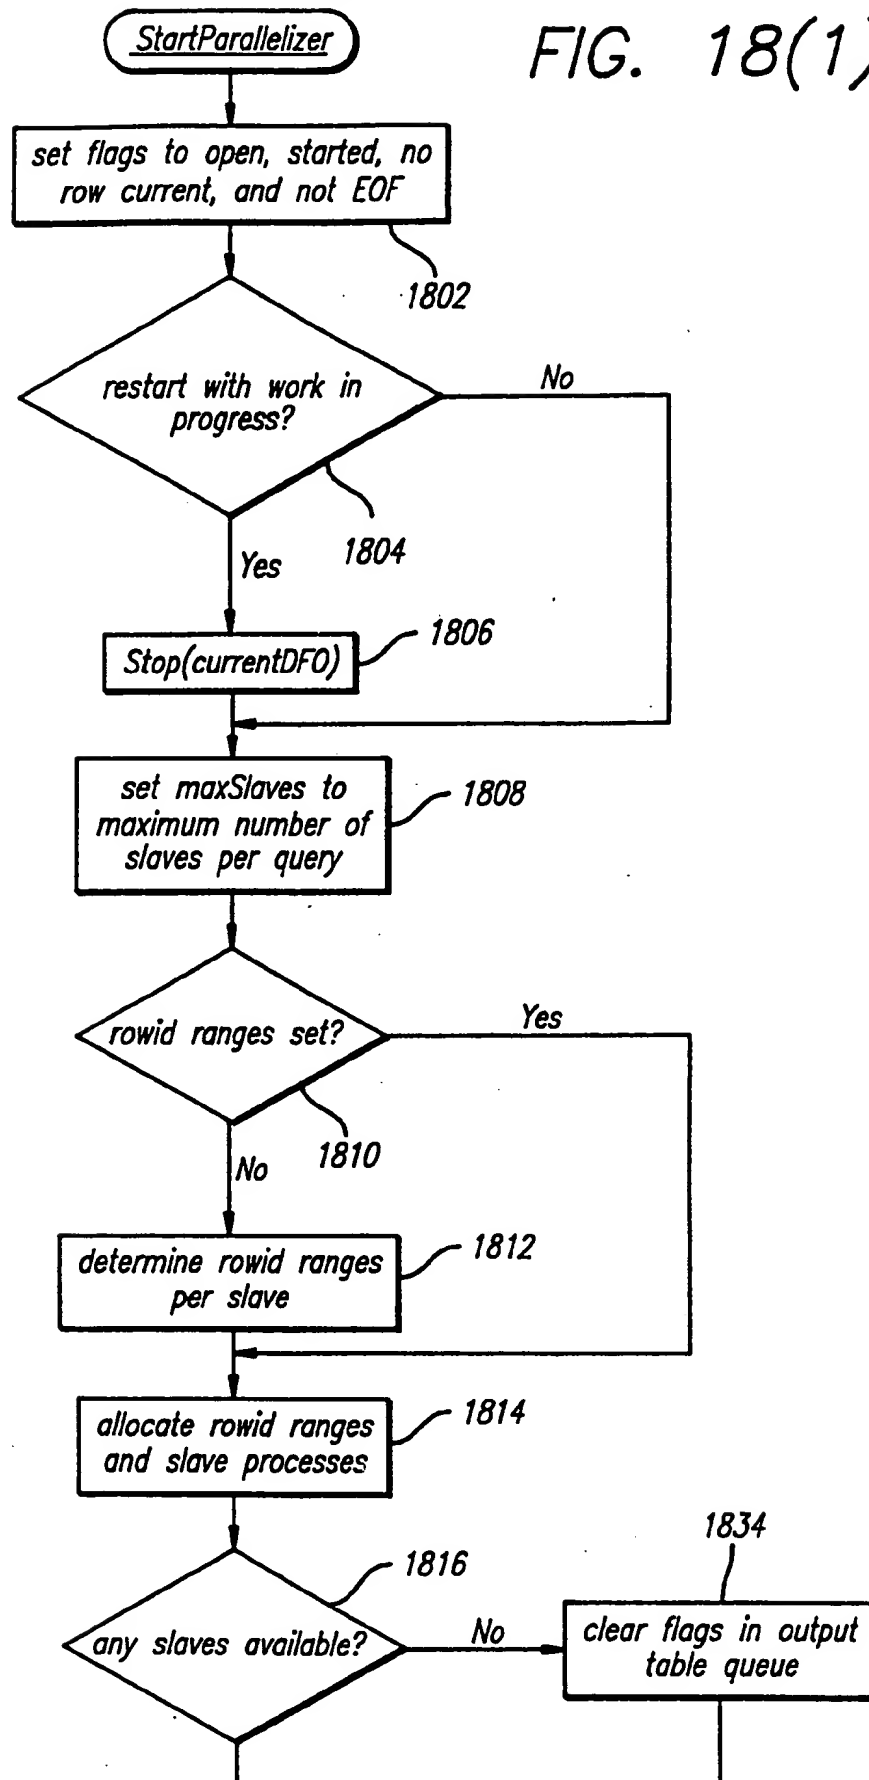 StartParallelizer
FIG. 18(1)
set flags to open, started, no
row current, and not EOF
1802
restart with work in
progress?
No
1804
Yes
Stop(currentDFO)
1806
set maxSlaves to
maximum number of
slaves per query
1808
rowid ranges set?
Yes
1810
No
determine rowid ranges
per slave
1812
allocate rowid ranges
and slave processes
1814
any slaves available?
1816
No
1834
clear flags in output
table queue